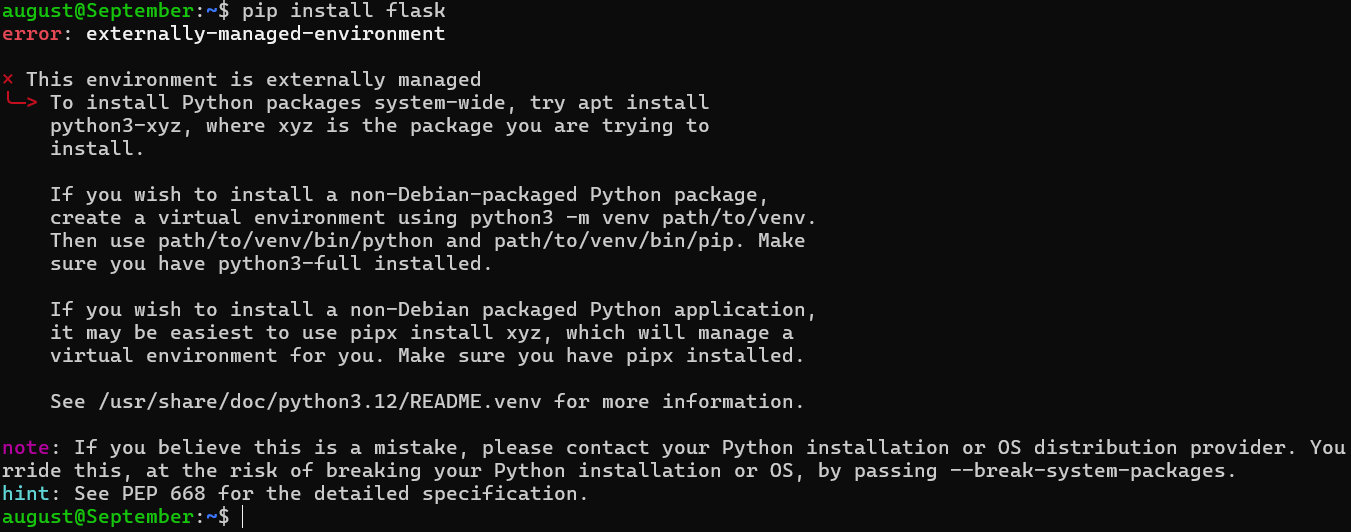 august@September:~$ pip install flask
error: externally-managed-environment
× This environment is externally managed
╰─> To install Python packages system-wide, try apt install
python3-xyz, where xyz is the package you are trying to
install.
If you wish to install a non-Debian-packaged Python package,
create a virtual environment using python3 -m venv path/to/venv.
Then use path/to/venv/bin/python and path/to/venv/bin/pip. Make
sure you have python3-full installed.
If you wish to install a non-Debian packaged Python application,
it may be easiest to use pipx install xyz, which will manage a
virtual environment for you. Make sure you have pipx installed.
See /usr/share/doc/python3.12/README.venv for more information.
note: If you believe this is a mistake, please contact your Python installation or OS distribution provider. You
rride this, at the risk of breaking your Python installation or OS, by passing --break-system-packages.
hint: See PEP 668 for the detailed specification.
august@September:~$